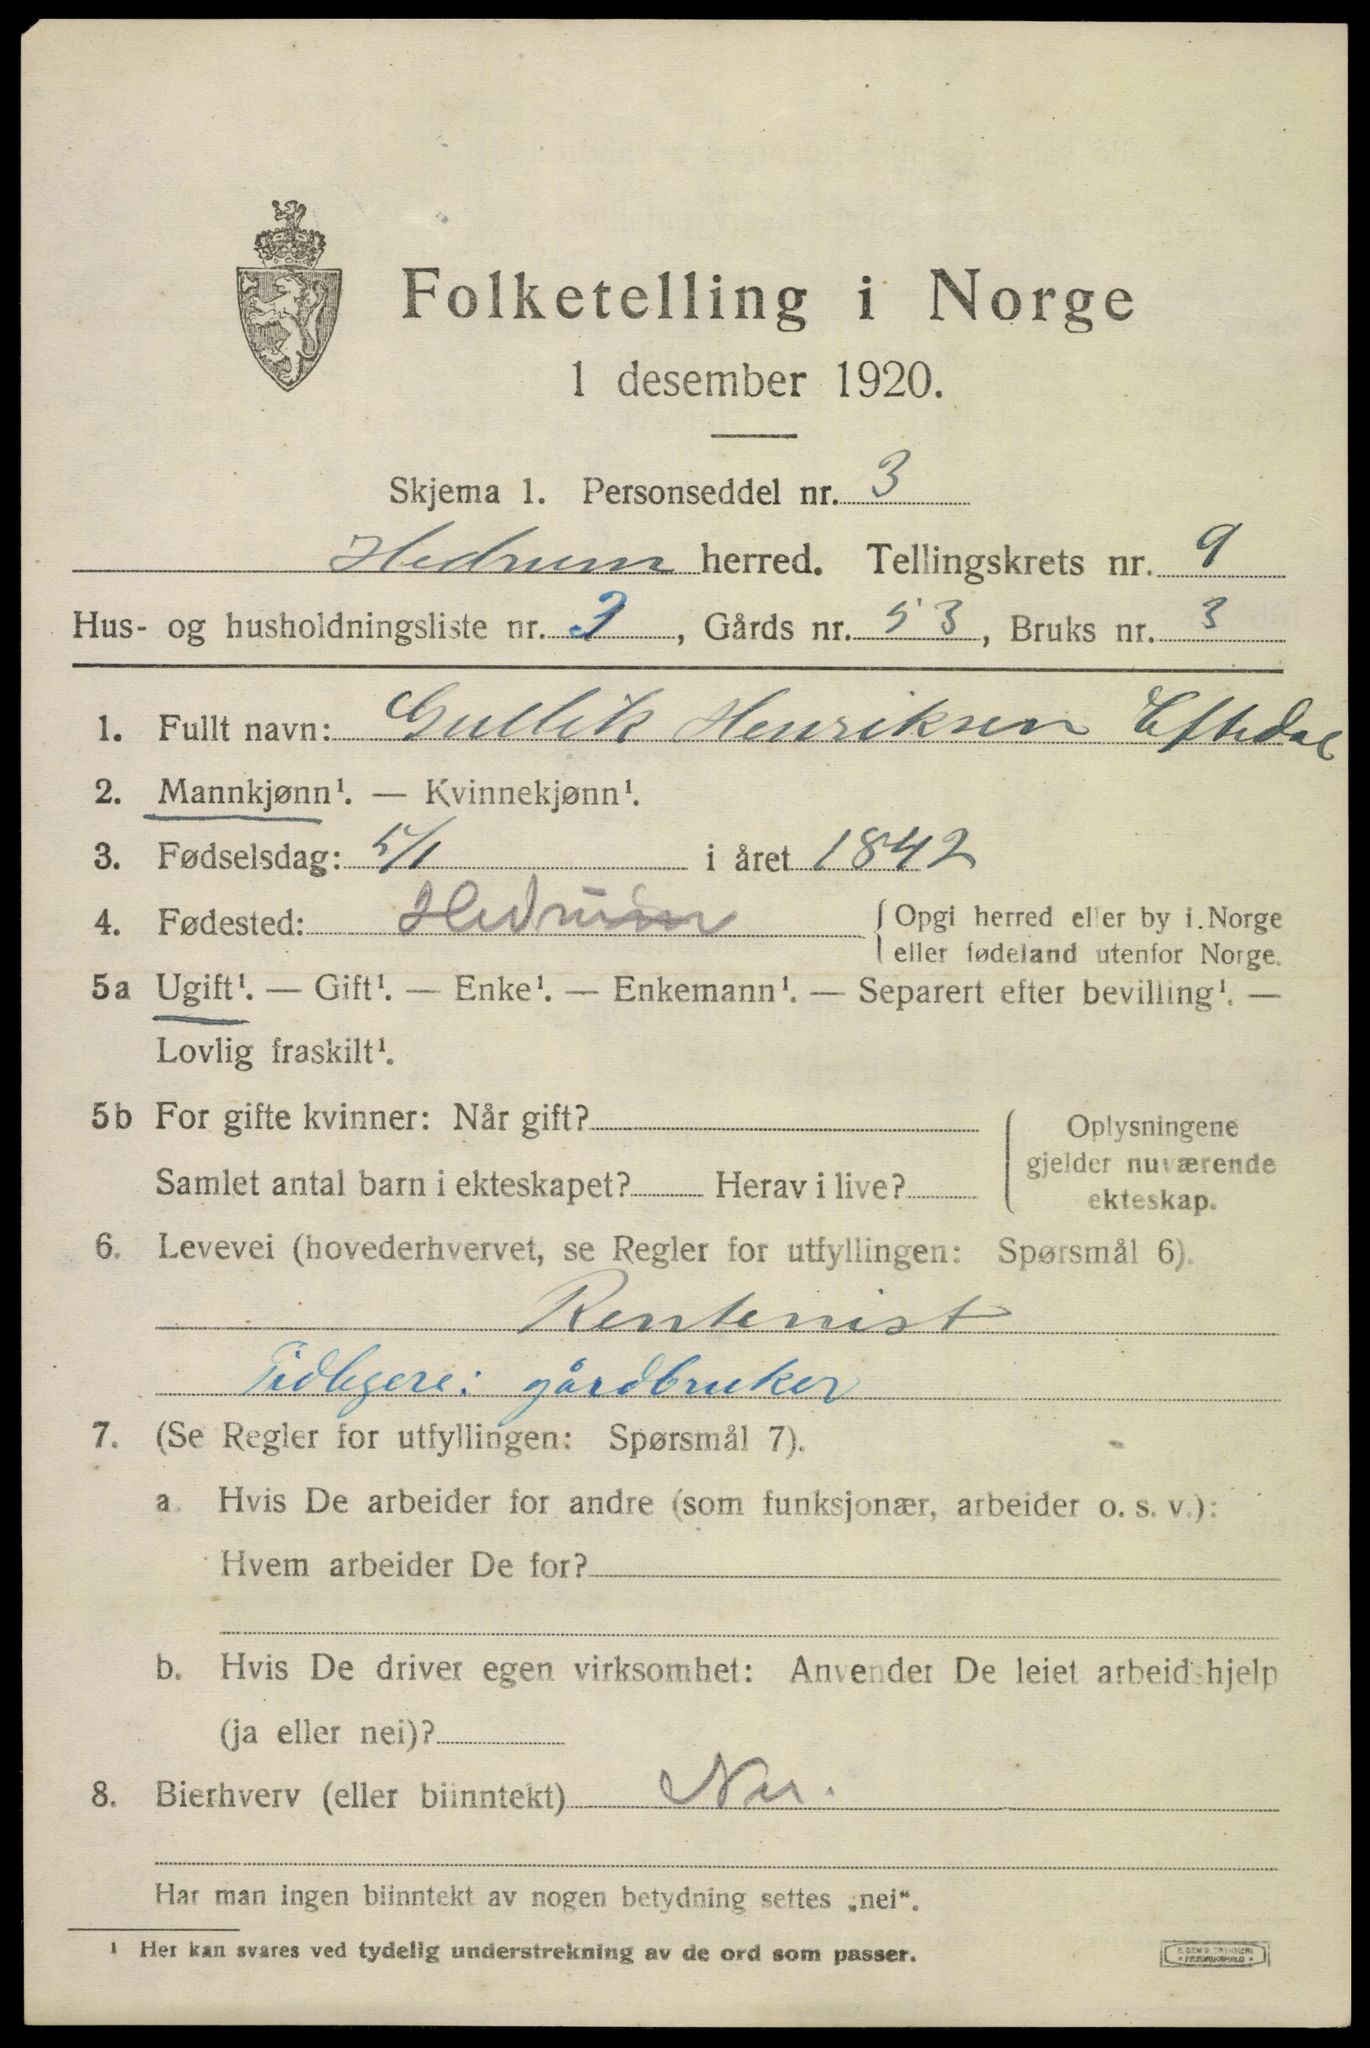 Folketelling i Norge
1 desember 1920.
Skjema 1. Personseddel nr. 3
Hedrum herred. Tellingskrets nr. 9
Hus- og husholdningsliste nr. 3, Gårds nr. 53, Bruks nr. 3
1. Fullt navn: Gullik Henriksen Eftedal
2. Mannkjønn¹. — Kvinnekjønn¹.
3. Fødselsdag: 5/1 i året 1842
4. Fødested: Hedrum { Opgi herred eller by i Norge
eller fødeland utenfor Norge.
5a Ugift¹. — Gift¹. — Enke¹. — Enkemann¹. — Separert efter bevilling¹. —
Lovlig fraskilt¹.
5b For gifte kvinner: Når gift?
Samlet antal barn i ekteskapet? Herav i live?
Oplysningene
gjelder nuværende
ekteskap.
6. Levevei (hovederhvervet, se Regler for utfyllingen: Spørsmål 6).
Rentenist
Tidligere: gårdbruker
7. (Se Regler for utfyllingen: Spørsmål 7).
a. Hvis De arbeider for andre (som funksjonær, arbeider o. s. v.):
Hvem arbeider De for?
b. Hvis De driver egen virksomhet: Anvender De leiet arbeidshjelp
(ja eller nei)?
8. Bierhverv (eller biinntekt) Nei.
Har man ingen biinntekt av nogen betydning settes „nei“.
¹ Her kan svares ved tydelig understrekning av de ord som passer.